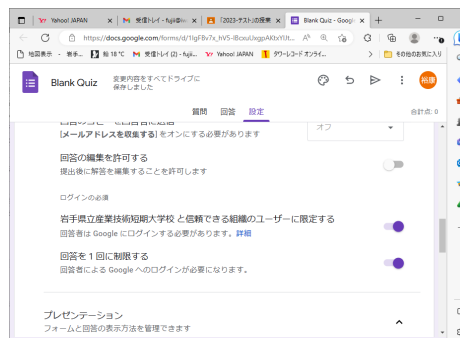 Yahoo! JAPAN
受信トレイ - fujii@i
「2023-テスト」の授業
Blank Quiz - Googl
https://docs.google.com/forms/d/
地図表示 - 岩手...
鮎 18 ℃
受信トレイ (2) - fuji...
Yahoo! JAPAN
タワーレコード オンライ...
その他のお気に入り
Blank Quiz
変更内容をすべてドライブに
保存しました
裕康
質問
回答
設定
合計点: 0
[メールアドレスを収集する] をオンにする必要があります
オフ
回答の編集を許可する
提出後に解答を編集することを許可します
ログインの必須
岩手県立産業技術短期大学校 と信頼できる組織のユーザーに限定する
回答者は Google にログインする必要があります。詳細
回答を 1 回に制限する
回答者による Google へのログインが必要になります。
プレゼンテーション
フォームと回答の表示方法を管理できます